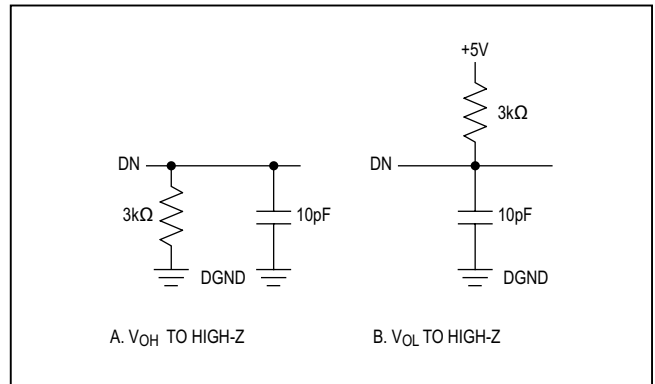 +5V
3kΩ
DN
DN
3kΩ
10pF
10pF
DGND
DGND
A. VOH TO HIGH-Z
B. VOL TO HIGH-Z